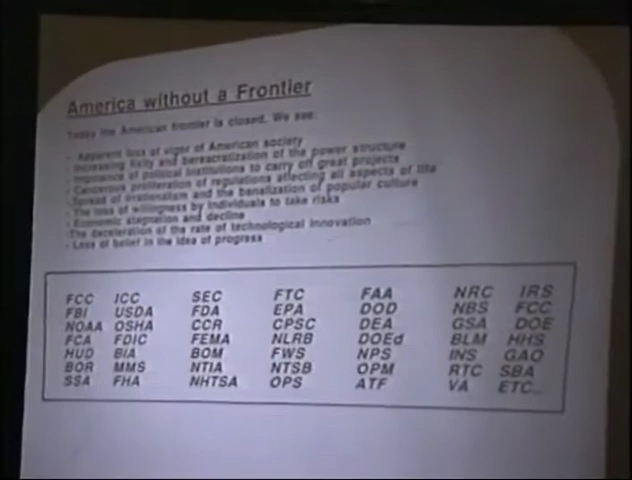 America without a Frontier
Today the American frontier is closed. We see:
- Apparent loss of vigor of American society
- Increasing fixity and bereacratization of the power structure
- Impotence of political institutions to carry off great projects
- Cancerous proliferation of regulations affecting all aspects of life
- Spread of irrationalism and the banalization of popular culture
- The loss of willingness by individuals to take risks
- Economic stagnation and decline
- The deceleration of the rate of technological innovation
- Loss of belief in the idea of progress
FCC ICC SEC FTC FAA NRC IRS
FBI USDA FDA EPA DOD NBS FCC
NOAA OSHA CCR CPSC DEA GSA DOE
FCA FDIC FEMA NLRB DOEd BLM HHS
HUD BIA BOM FWS NPS INS GAO
BOR MMS NTIA NTSB OPM RTC SBA
SSA FHA NHTSA OPS ATF VA ETC..